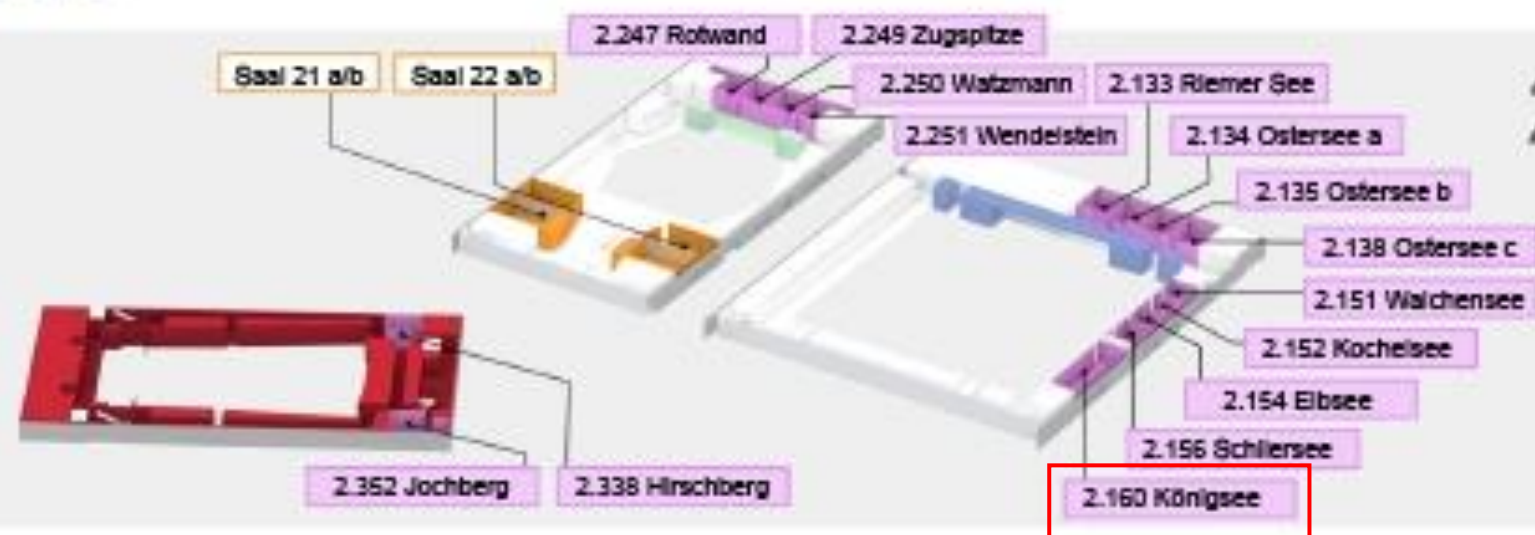 2.247 Rotwand
2.249 Zugspitze
Saal 21 a/b
Saal 22 a/b
2.250 Watzmann
2.133 Riemer See
2.251 Wendelstein
2.134 Ostersee a
2.135 Ostersee b
2.138 Ostersee c
2.151 Walchensee
2.152 Kochelsee
2.154 Eibsee
2.156 Schliersee
2.352 Jochberg
2.338 Hirschberg
2.160 Königsee